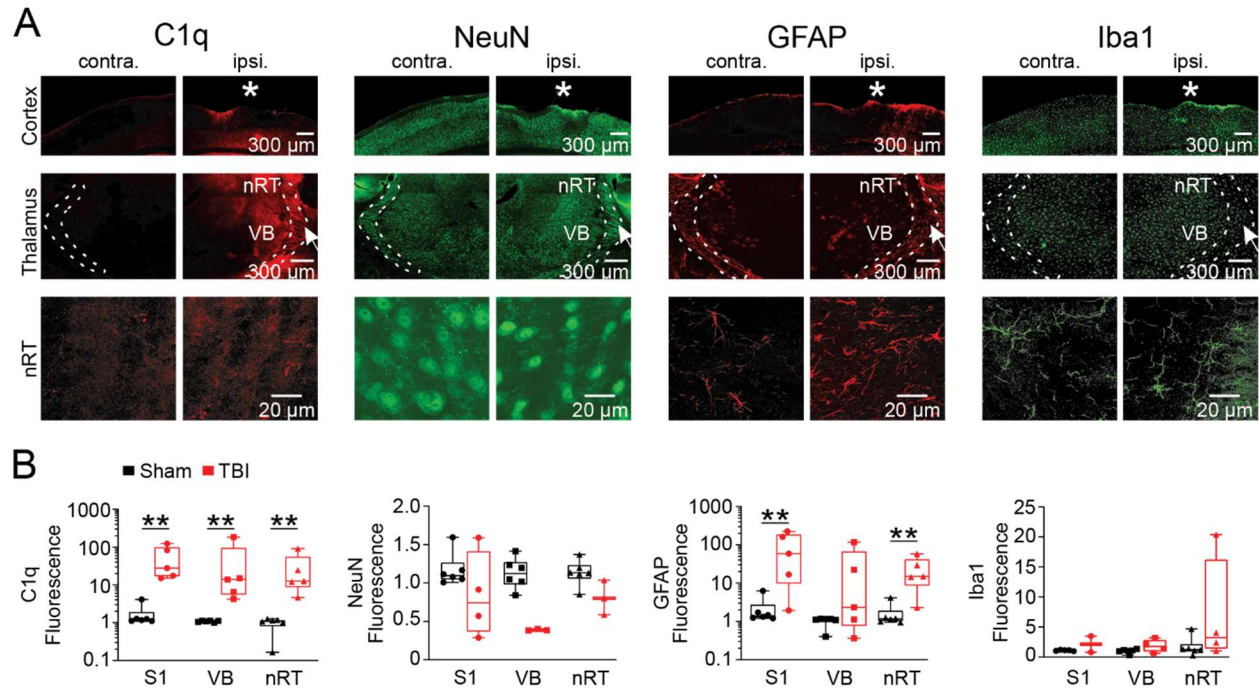 A
C1q NeuN GFAP Iba1
contra. ipsi. contra. ipsi. contra. ipsi. contra. ipsi.
* * * *
Cortex 300 µm 300 µm 300 µm 300 µm
nRT nRT nRT nRT
Thalamus VB VB VB VB
300 µm 300 µm 300 µm 300 µm
nRT 20 µm 20 µm 20 µm 20 µm
B
Sham TBI
C1q Fluorescence
1000
100
10
1
0.1
** ** **
S1 VB nRT
NeuN Fluorescence
2.0
1.5
1.0
0.5
0.0
S1 VB nRT
GFAP Fluorescence
1000
100
10
1
0.1
** **
S1 VB nRT
Iba1 Fluorescence
25
20
15
10
5
0
S1 VB nRT